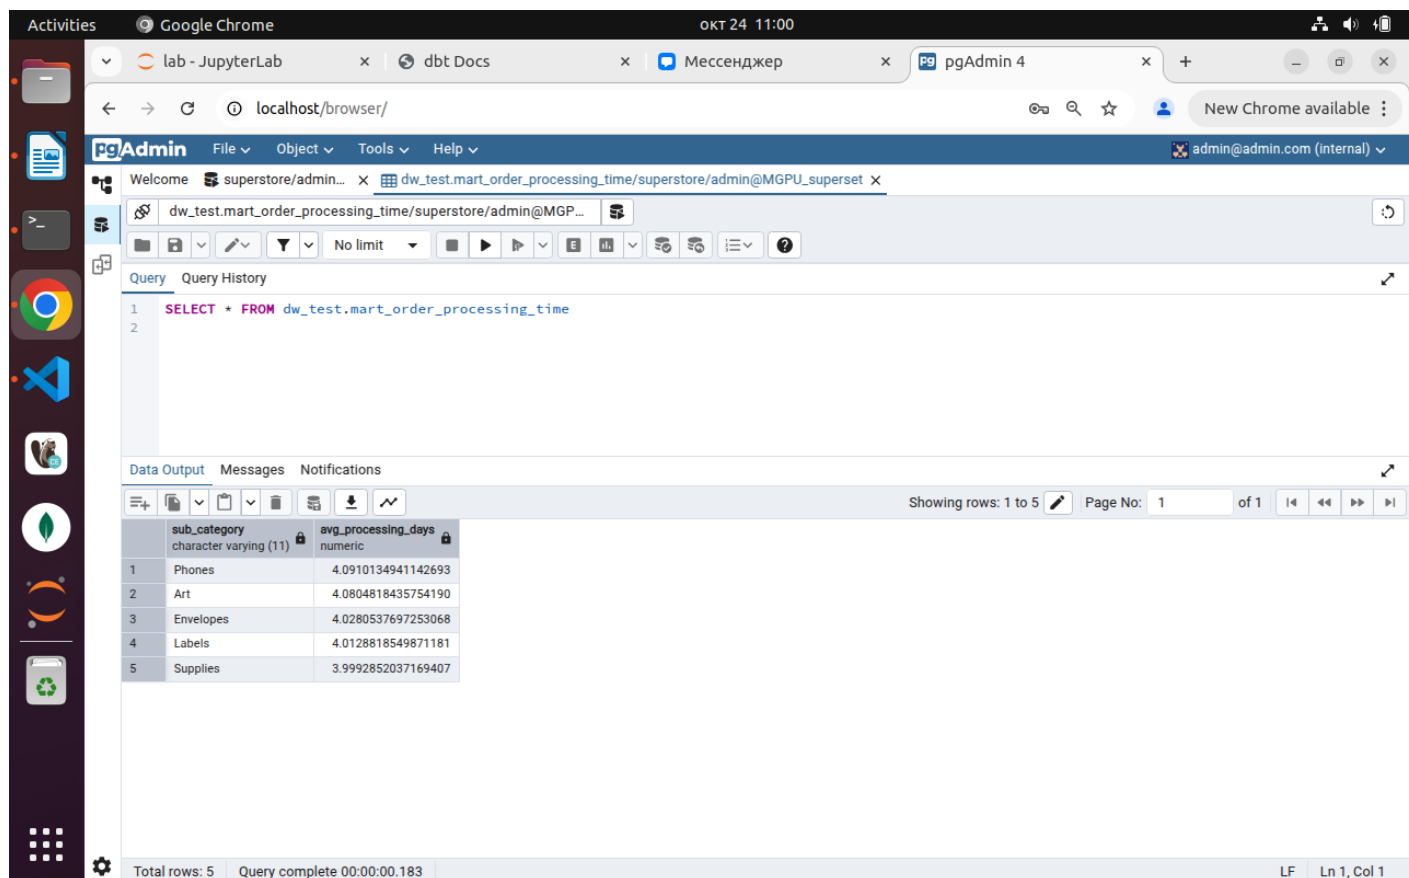 Activities Google Chrome окт 24 11:00
lab - JupyterLab dbt Docs Мессенджер pgAdmin 4
localhost/browser/ New Chrome available
pgAdmin File Object Tools Help admin@admin.com (internal)
Welcome superstore/admin... dw_test.mart_order_processing_time/superstore/admin@MGPU_superset
dw_test.mart_order_processing_time/superstore/admin@MGP...
No limit
Query Query History
1 SELECT * FROM dw_test.mart_order_processing_time
2
Data Output Messages Notifications
Showing rows: 1 to 5 Page No: 1 of 1
sub_category avg_processing_days
character varying (11) numeric
1 Phones 4.0910134941142693
2 Art 4.0804818435754190
3 Envelopes 4.0280537697253068
4 Labels 4.0128818549871181
5 Supplies 3.9992852037169407
Total rows: 5 Query complete 00:00:00.183 LF Ln 1, Col 1